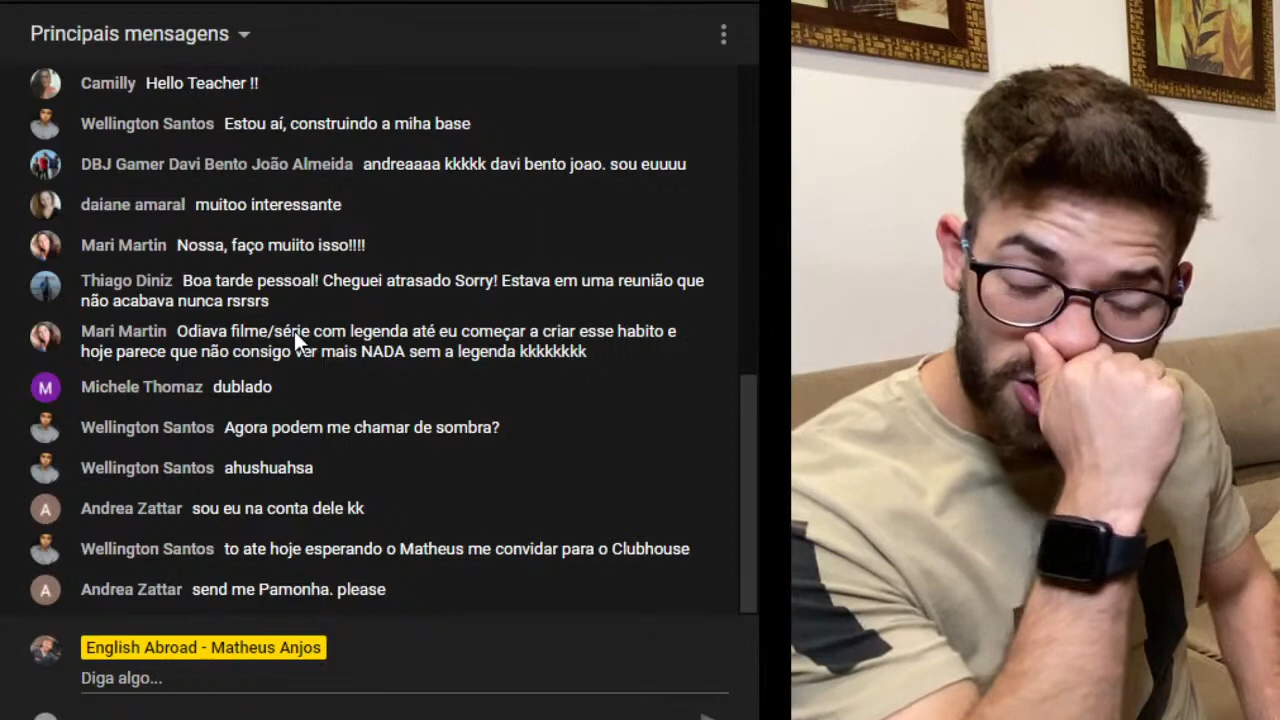 Principais mensagens
Camilly Hello Teacher !!
Wellington Santos Estou aí, construindo a miha base
DBJ Gamer Davi Bento João Almeida andreaaaa kkkkk davi bento joao. sou euuuu
daiane amaral muitoo interessante
Mari Martin Nossa, faço muiito isso!!!!
Thiago Diniz Boa tarde pessoal! Cheguei atrasado Sorry! Estava em uma reunião que
não acabava nunca rsrsrs
Mari Martin Odiava filme/série com legenda até eu começar a criar esse habito e
hoje parece que não consigo ver mais NADA sem a legenda kkkkkkkk
M Michele Thomaz dublado
Wellington Santos Agora podem me chamar de sombra?
Wellington Santos ahushuahsa
A Andrea Zattar sou eu na conta dele kk
Wellington Santos to ate hoje esperando o Matheus me convidar para o Clubhouse
A Andrea Zattar send me Pamonha. please
English Abroad - Matheus Anjos
Diga algo...